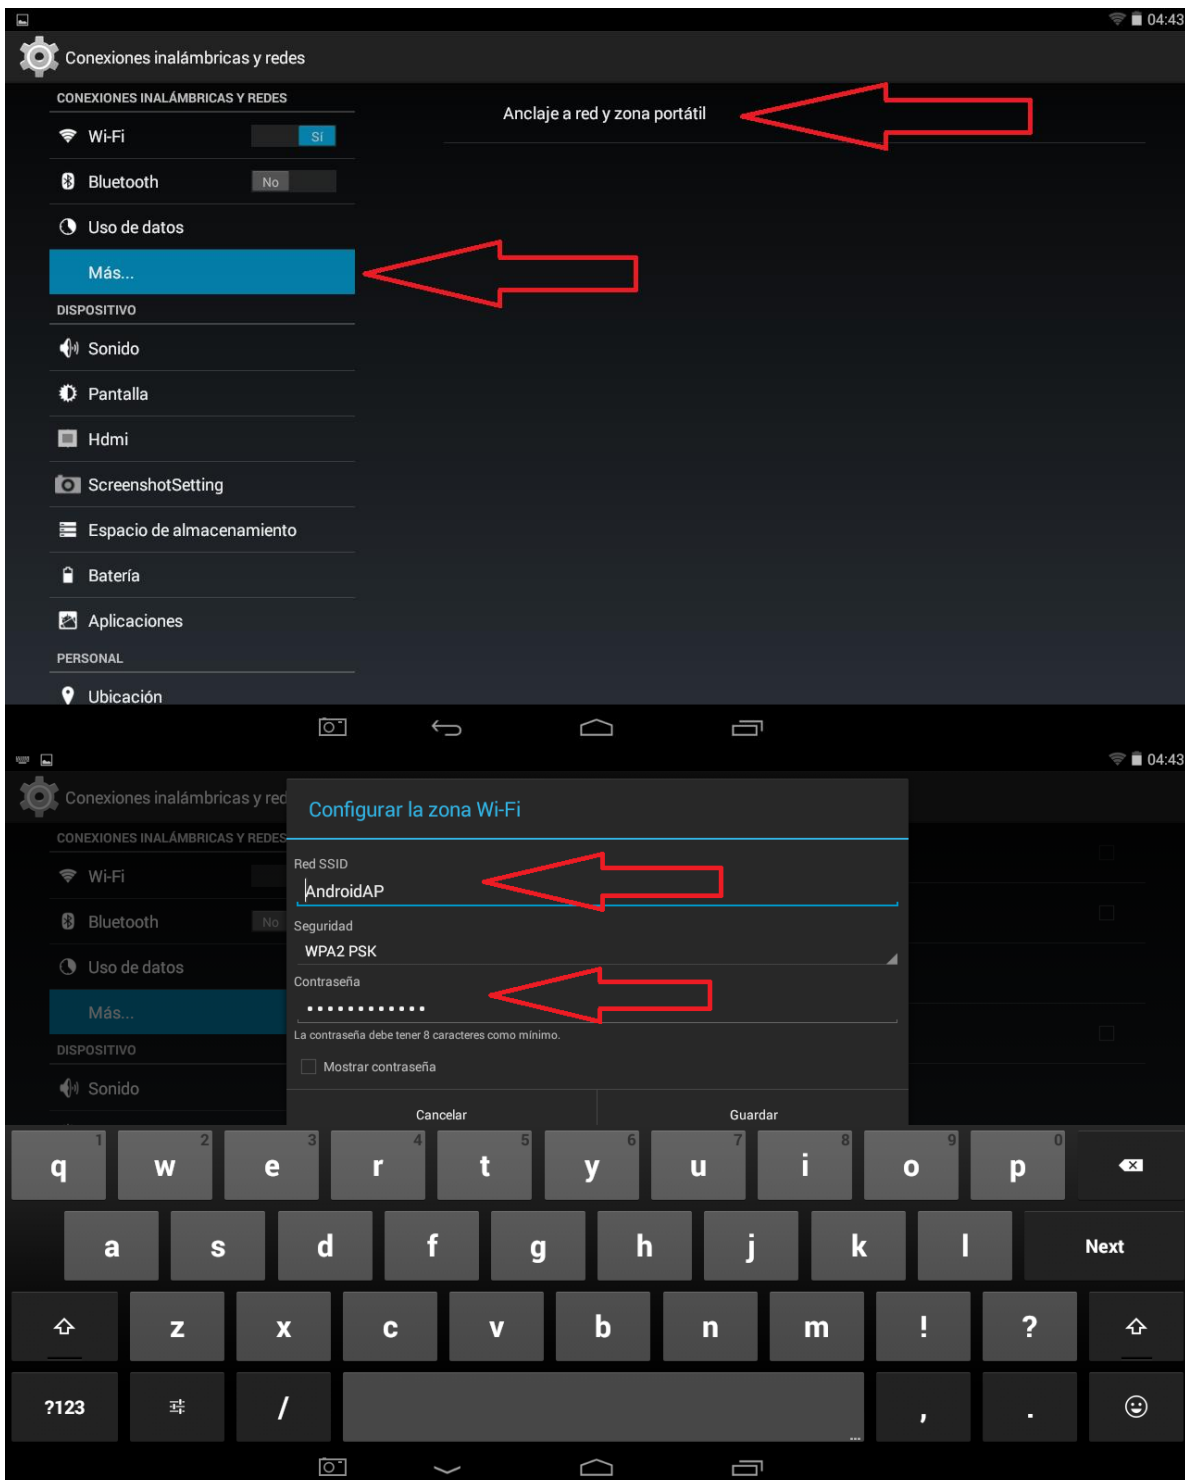 04:43
Conexiones inalámbricas y redes
CONEXIONES INALÁMBRICAS Y REDES
Anclaje a red y zona portátil
Wi-Fi
Sí
Bluetooth
No
Uso de datos
Más...
DISPOSITIVO
Sonido
Pantalla
Hdmi
ScreenshotSetting
Espacio de almacenamiento
Batería
Aplicaciones
PERSONAL
Ubicación
04:43
Conexiones inalámbricas y red
Configurar la zona Wi-Fi
CONEXIONES INALÁMBRICAS Y REDES
Wi-Fi
Bluetooth
No
Uso de datos
Más...
DISPOSITIVO
Sonido
Red SSID
AndroidAP
Seguridad
WPA2 PSK
Contraseña
••••••••••••
La contraseña debe tener 8 caracteres como mínimo.
Mostrar contraseña
Cancelar Guardar
1 2 3 4 5 6 7 8 9 0
q w e r t y u i o p
a s d f g h j k l Next
z x c v b n m ! ?
?123 / , .
...